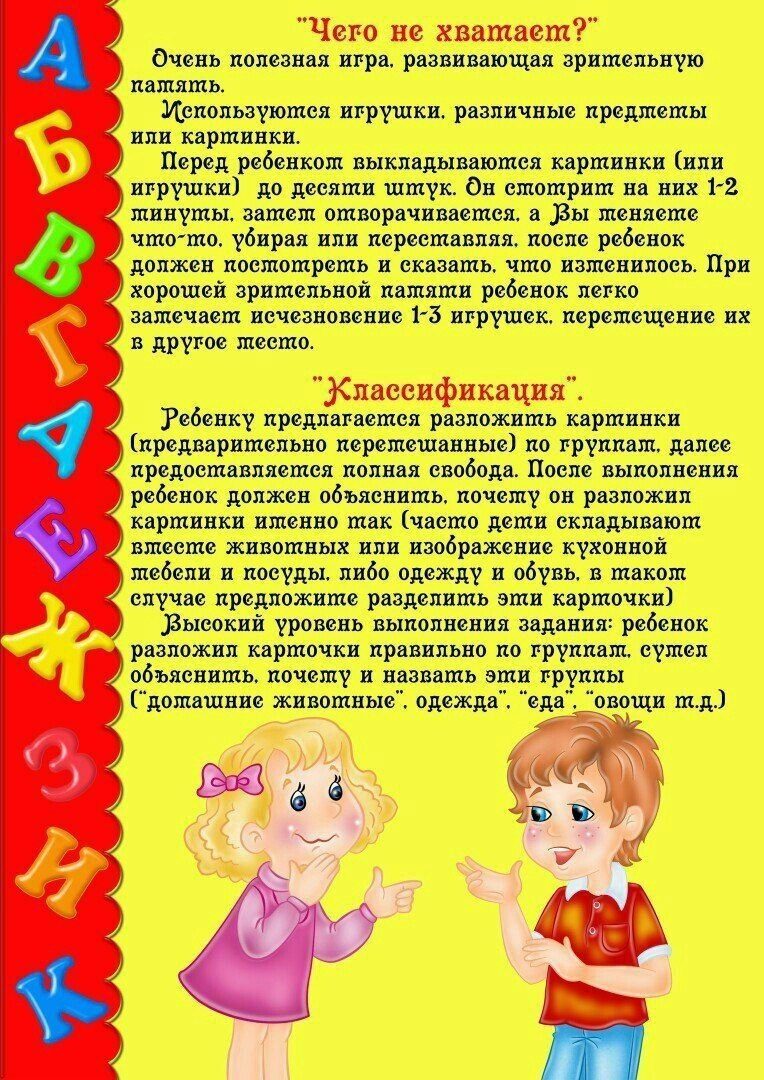 А
Б
В
Г
Д
Е
Ж
З
И
К
"Чего не хватает?"
Очень полезная игра, развивающая зрительную
память.
Используются игрушки, различные предметы
или картинки.
Перед ребенком выкладываются картинки (или
игрушки) до десяти штук. Он смотрит на них 1-2
минуты, затем отворачивается, а Вы меняете
что-то, убирая или переставляя, после ребенок
должен посмотреть и сказать, что изменилось. При
хорошей зрительной памяти ребенок легко
замечает исчезновение 1-3 игрушек, перемещение их
в другое место.
"Классификация".
Ребенку предлагается разложить картинки
(предварительно перемешанные) по группам, далее
предоставляется полная свобода. После выполнения
ребенок должен объяснить, почему он разложил
картинки именно так (часто дети складывают
вместе животных или изображение кухонной
мебели и посуды, либо одежду и обувь, в таком
случае предложите разделить эти карточки)
Высокий уровень выполнения задания: ребенок
разложил карточки правильно по группам, сумел
объяснить, почему и назвать эти группы
("домашние животные", одежда", "еда", "овощи т.д.)